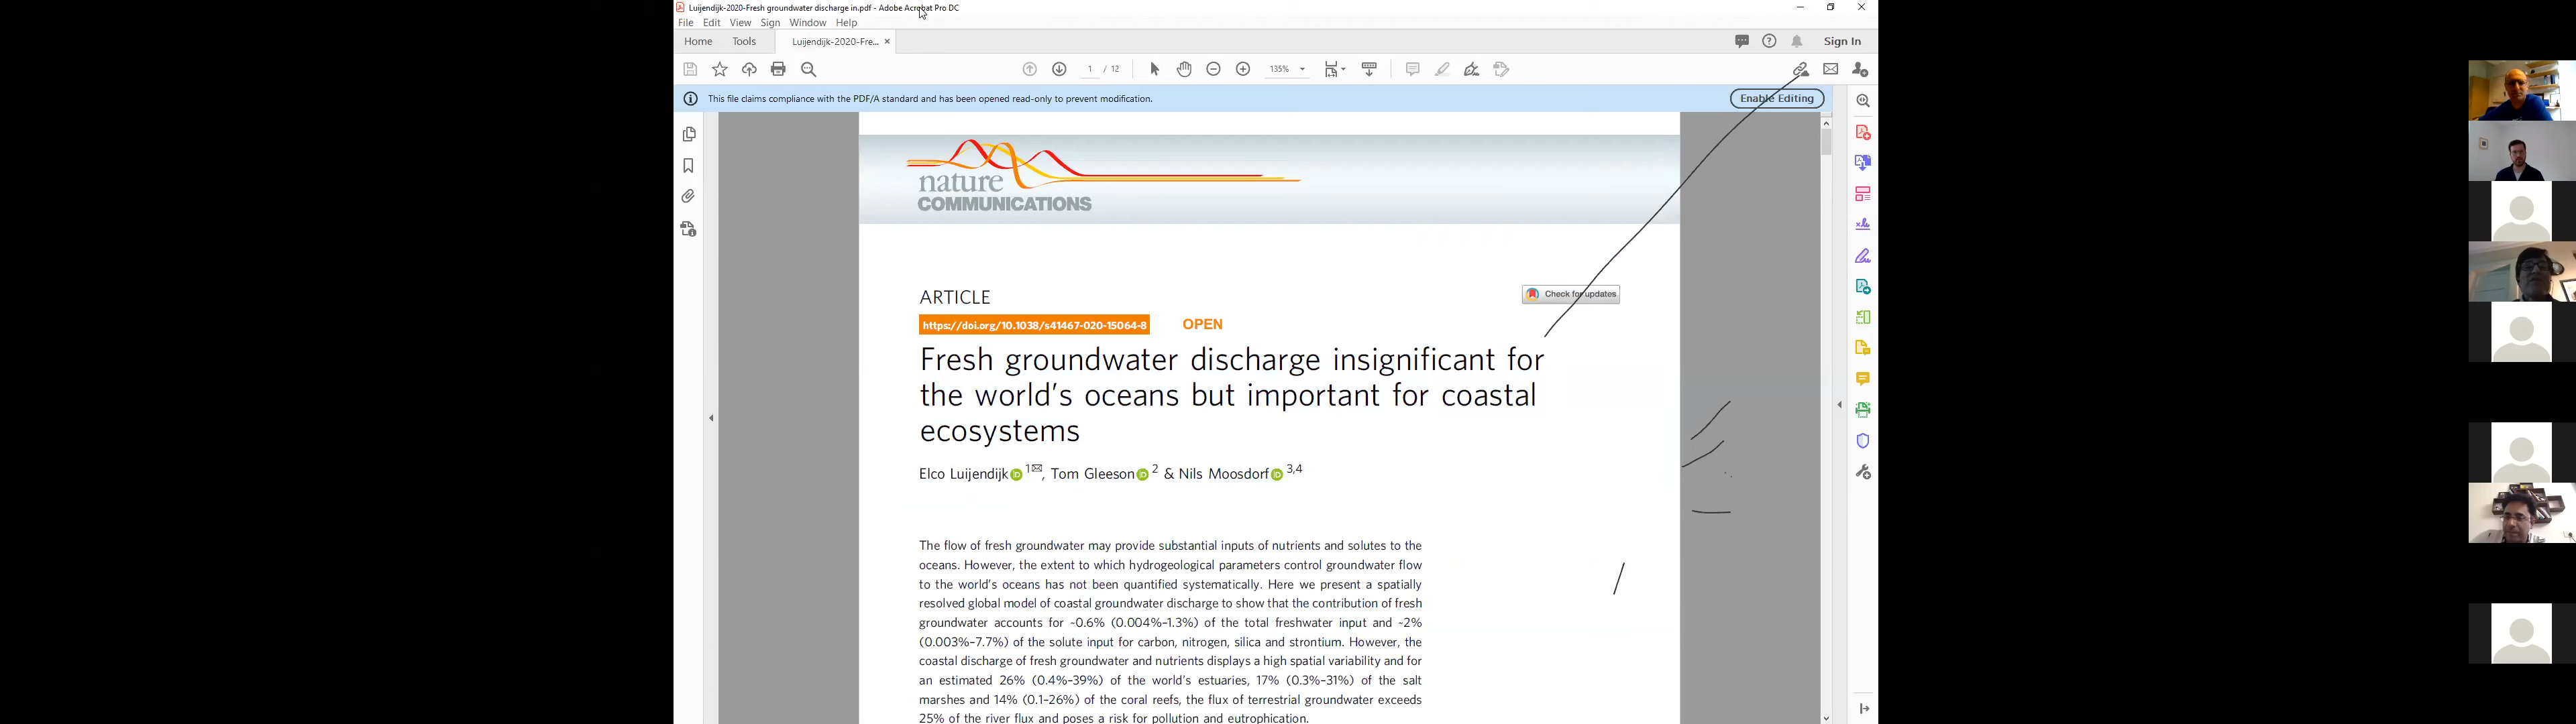 Luijendijk-2020-Fresh groundwater discharge in.pdf - Adobe Acrobat Pro DC
File Edit View Sign Window Help
Home Tools Luijendijk-2020-Fre... × Sign In
1 / 12 135%
This file claims compliance with the PDF/A standard and has been opened read-only to prevent modification. Enable Editing
nature
COMMUNICATIONS
ARTICLE
Check for updates
https://doi.org/10.1038/s41467-020-15064-8 OPEN
Fresh groundwater discharge insignificant for
the world's oceans but important for coastal
ecosystems
Elco Luijendijk iD 1✉, Tom Gleeson iD 2 & Nils Moosdorf iD 3,4
The flow of fresh groundwater may provide substantial inputs of nutrients and solutes to the
oceans. However, the extent to which hydrogeological parameters control groundwater flow
to the world's oceans has not been quantified systematically. Here we present a spatially
resolved global model of coastal groundwater discharge to show that the contribution of fresh
groundwater accounts for ~0.6% (0.004%–1.3%) of the total freshwater input and ~2%
(0.003%–7.7%) of the solute input for carbon, nitrogen, silica and strontium. However, the
coastal discharge of fresh groundwater and nutrients displays a high spatial variability and for
an estimated 26% (0.4%–39%) of the world's estuaries, 17% (0.3%–31%) of the salt
marshes and 14% (0.1–26%) of the coral reefs, the flux of terrestrial groundwater exceeds
25% of the river flux and poses a risk for pollution and eutrophication.